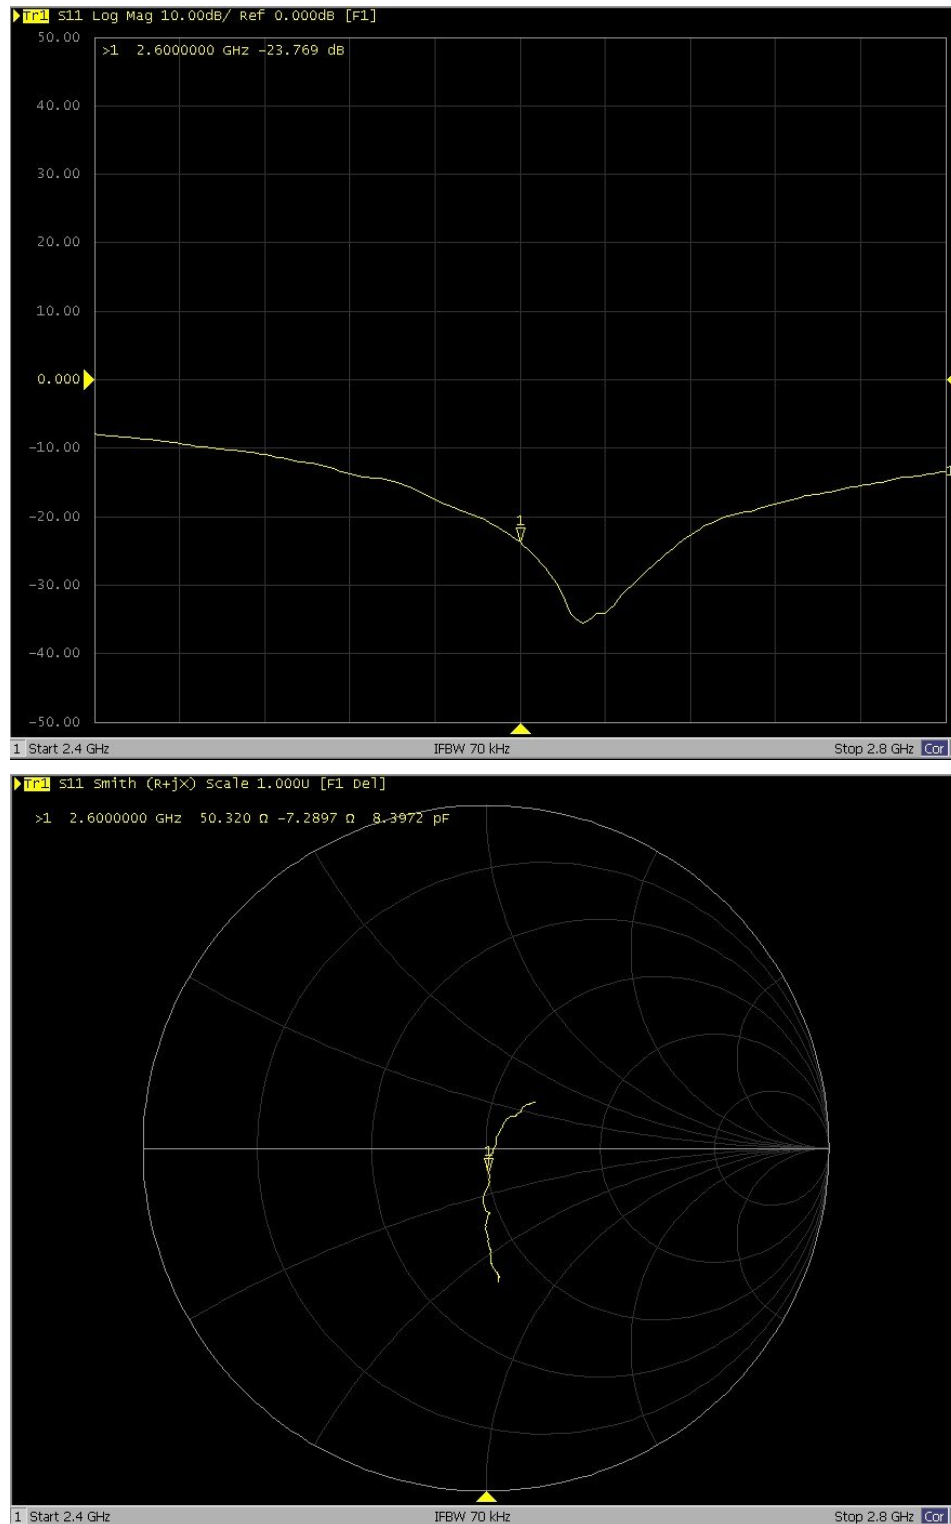 Tr1 S11 Log Mag 10.00dB/ Ref 0.000dB [F1]
50.00
>1 2.6000000 GHz -23.769 dB
40.00
30.00
20.00
10.00
0.000
-10.00
1
-20.00
1
-30.00
-40.00
-50.00
1 Start 2.4 GHz IFBW 70 kHz Stop 2.8 GHz Cor
Tr1 S11 Smith (R+jX) Scale 1.000U [F1 Del]
>1 2.6000000 GHz 50.320 Ω -7.2897 Ω 8.3972 pF
1
1 Start 2.4 GHz IFBW 70 kHz Stop 2.8 GHz Cor